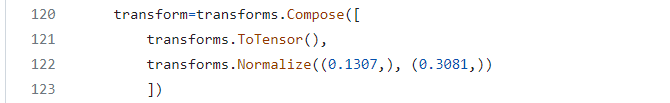 120 transform=transforms.Compose([
121 transforms.ToTensor(),
122 transforms.Normalize((0.1307,), (0.3081,))
123 ])